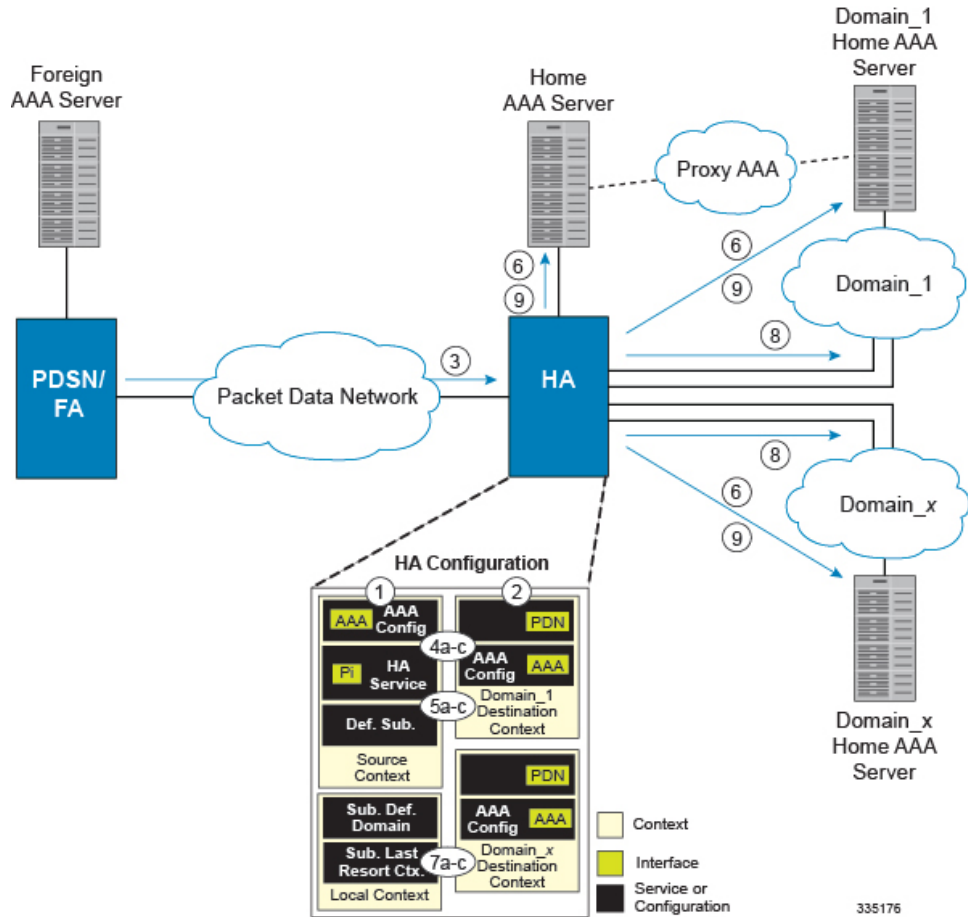 Domain_1
Home AAA
Server
Foreign
AAA Server
Home
AAA Server
Proxy AAA
6
9
6
9
Domain_1
3
8
PDSN/
FA
Packet Data Network
HA
8
6
9
Domain_x
HA Configuration
1
2
AAA
AAA
Config
PDN
4a-c
Pi
HA
Service
AAA
Config
AAA
5a-c
Domain_1
Destination
Context
Def. Sub.
Source
Context
PDN
Sub. Def.
Domain
AAA
Config
AAA
Sub. Last
Resort Ctx.
7a-c
Domain_x
Destination
Context
Local Context
Domain_x
Home AAA
Server
Context
Interface
Service or
Configuration
335176